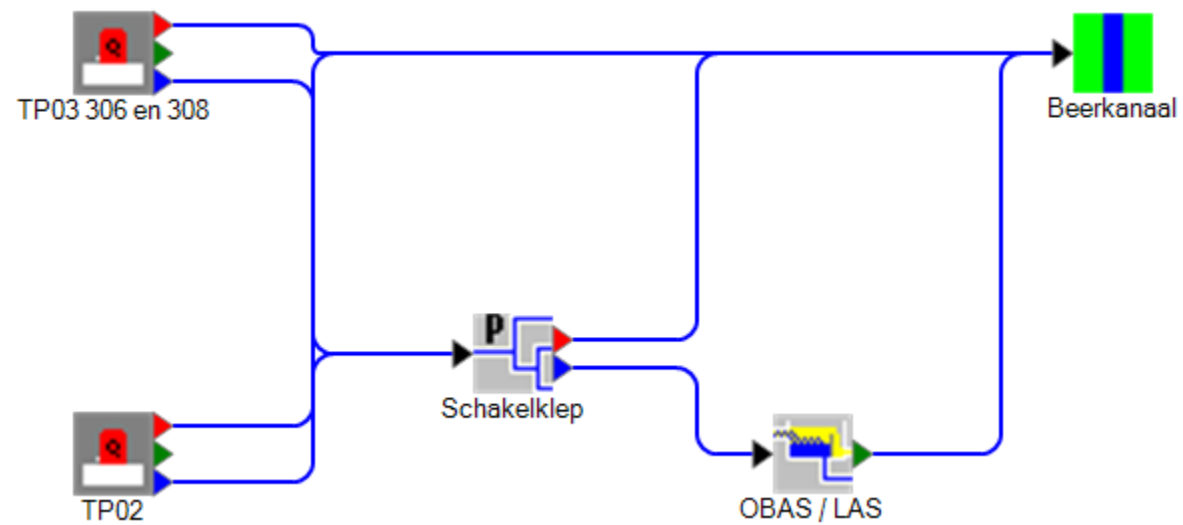 TP03 306 en 308
Beerkanaal
P
Schakelklep
TP02
OBAS / LAS